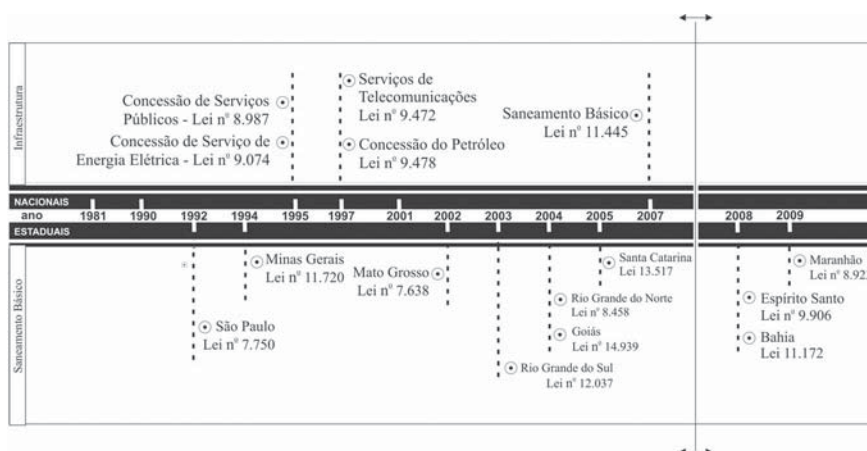 Infraestrutura
Concessão de Serviços
Públicos - Lei nº 8.987
Concessão de Serviço de
Energia Elétrica - Lei nº 9.074
Serviços de
Telecomunicações
Lei nº 9.472
Concessão do Petróleo
Lei nº 9.478
Saneamento Básico
Lei nº 11.445
NACIONAIS
ano 1981 1990 1992 1994 1995 1997 2001 2002 2003 2004 2005 2007 2008 2009
ESTADUAIS
Saneamento Básico
São Paulo
Lei nº 7.750
Minas Gerais
Lei nº 11.720
Mato Grosso
Lei nº 7.638
Rio Grande do Sul
Lei nº 12.037
Rio Grande do Norte
Lei nº 8.458
Goiás
Lei nº 14.939
Santa Catarina
Lei 13.517
Espírito Santo
Lei nº 9.906
Bahia
Lei 11.172
Maranhão
Lei nº 8.92